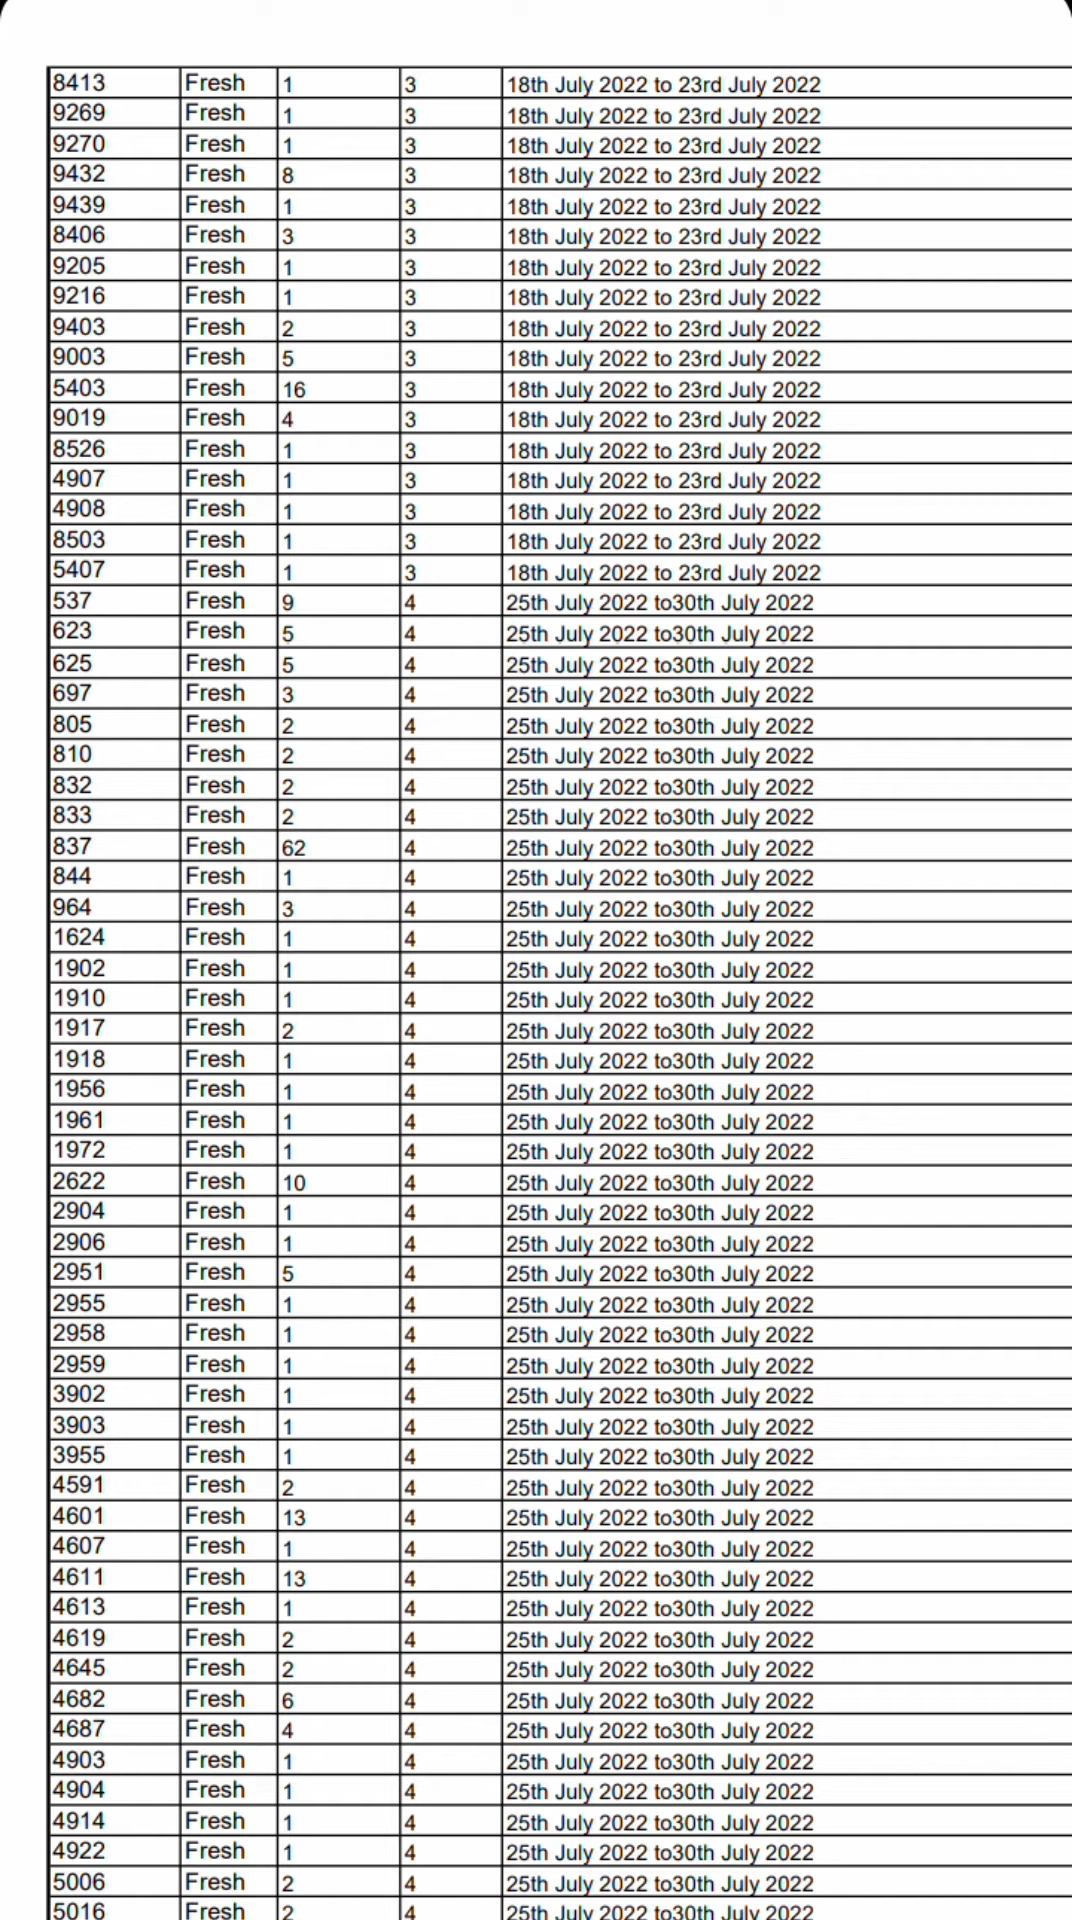 8413 Fresh 1 3 18th July 2022 to 23rd July 2022
9269 Fresh 1 3 18th July 2022 to 23rd July 2022
9270 Fresh 1 3 18th July 2022 to 23rd July 2022
9432 Fresh 8 3 18th July 2022 to 23rd July 2022
9439 Fresh 1 3 18th July 2022 to 23rd July 2022
8406 Fresh 3 3 18th July 2022 to 23rd July 2022
9205 Fresh 1 3 18th July 2022 to 23rd July 2022
9216 Fresh 1 3 18th July 2022 to 23rd July 2022
9403 Fresh 2 3 18th July 2022 to 23rd July 2022
9003 Fresh 5 3 18th July 2022 to 23rd July 2022
5403 Fresh 16 3 18th July 2022 to 23rd July 2022
9019 Fresh 4 3 18th July 2022 to 23rd July 2022
8526 Fresh 1 3 18th July 2022 to 23rd July 2022
4907 Fresh 1 3 18th July 2022 to 23rd July 2022
4908 Fresh 1 3 18th July 2022 to 23rd July 2022
8503 Fresh 1 3 18th July 2022 to 23rd July 2022
5407 Fresh 1 3 18th July 2022 to 23rd July 2022
537 Fresh 9 4 25th July 2022 to30th July 2022
623 Fresh 5 4 25th July 2022 to30th July 2022
625 Fresh 5 4 25th July 2022 to30th July 2022
697 Fresh 3 4 25th July 2022 to30th July 2022
805 Fresh 2 4 25th July 2022 to30th July 2022
810 Fresh 2 4 25th July 2022 to30th July 2022
832 Fresh 2 4 25th July 2022 to30th July 2022
833 Fresh 2 4 25th July 2022 to30th July 2022
837 Fresh 62 4 25th July 2022 to30th July 2022
844 Fresh 1 4 25th July 2022 to30th July 2022
964 Fresh 3 4 25th July 2022 to30th July 2022
1624 Fresh 1 4 25th July 2022 to30th July 2022
1902 Fresh 1 4 25th July 2022 to30th July 2022
1910 Fresh 1 4 25th July 2022 to30th July 2022
1917 Fresh 2 4 25th July 2022 to30th July 2022
1918 Fresh 1 4 25th July 2022 to30th July 2022
1956 Fresh 1 4 25th July 2022 to30th July 2022
1961 Fresh 1 4 25th July 2022 to30th July 2022
1972 Fresh 1 4 25th July 2022 to30th July 2022
2622 Fresh 10 4 25th July 2022 to30th July 2022
2904 Fresh 1 4 25th July 2022 to30th July 2022
2906 Fresh 1 4 25th July 2022 to30th July 2022
2951 Fresh 5 4 25th July 2022 to30th July 2022
2955 Fresh 1 4 25th July 2022 to30th July 2022
2958 Fresh 1 4 25th July 2022 to30th July 2022
2959 Fresh 1 4 25th July 2022 to30th July 2022
3902 Fresh 1 4 25th July 2022 to30th July 2022
3903 Fresh 1 4 25th July 2022 to30th July 2022
3955 Fresh 1 4 25th July 2022 to30th July 2022
4591 Fresh 2 4 25th July 2022 to30th July 2022
4601 Fresh 13 4 25th July 2022 to30th July 2022
4607 Fresh 1 4 25th July 2022 to30th July 2022
4611 Fresh 13 4 25th July 2022 to30th July 2022
4613 Fresh 1 4 25th July 2022 to30th July 2022
4619 Fresh 2 4 25th July 2022 to30th July 2022
4645 Fresh 2 4 25th July 2022 to30th July 2022
4682 Fresh 6 4 25th July 2022 to30th July 2022
4687 Fresh 4 4 25th July 2022 to30th July 2022
4903 Fresh 1 4 25th July 2022 to30th July 2022
4904 Fresh 1 4 25th July 2022 to30th July 2022
4914 Fresh 1 4 25th July 2022 to30th July 2022
4922 Fresh 1 4 25th July 2022 to30th July 2022
5006 Fresh 2 4 25th July 2022 to30th July 2022
5016 Fresh 2 4 25th July 2022 to30th July 2022